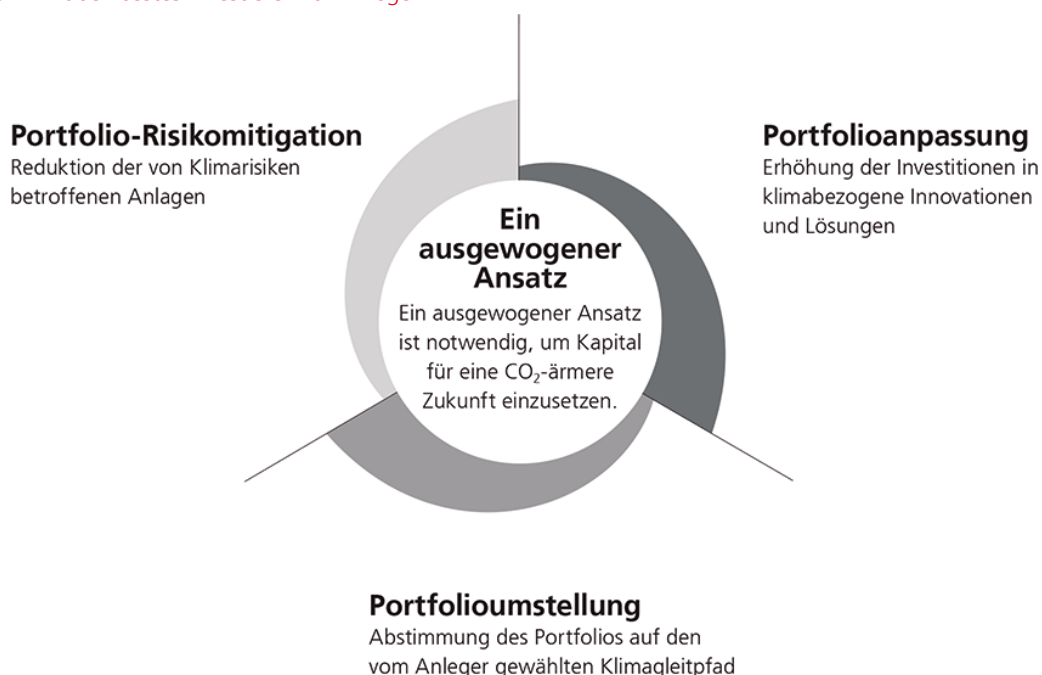 Portfolio-Risikomitigation
Reduktion der von Klimarisiken
betroffenen Anlagen
Portfolioanpassung
Erhöhung der Investitionen in
klimabezogene Innovationen
und Lösungen
Ein
ausgewogener
Ansatz
Ein ausgewogener Ansatz
ist notwendig, um Kapital
für eine CO₂-ärmere
Zukunft einzusetzen.
Portfolioumstellung
Abstimmung des Portfolios auf den
vom Anleger gewählten Klimagleitpfad